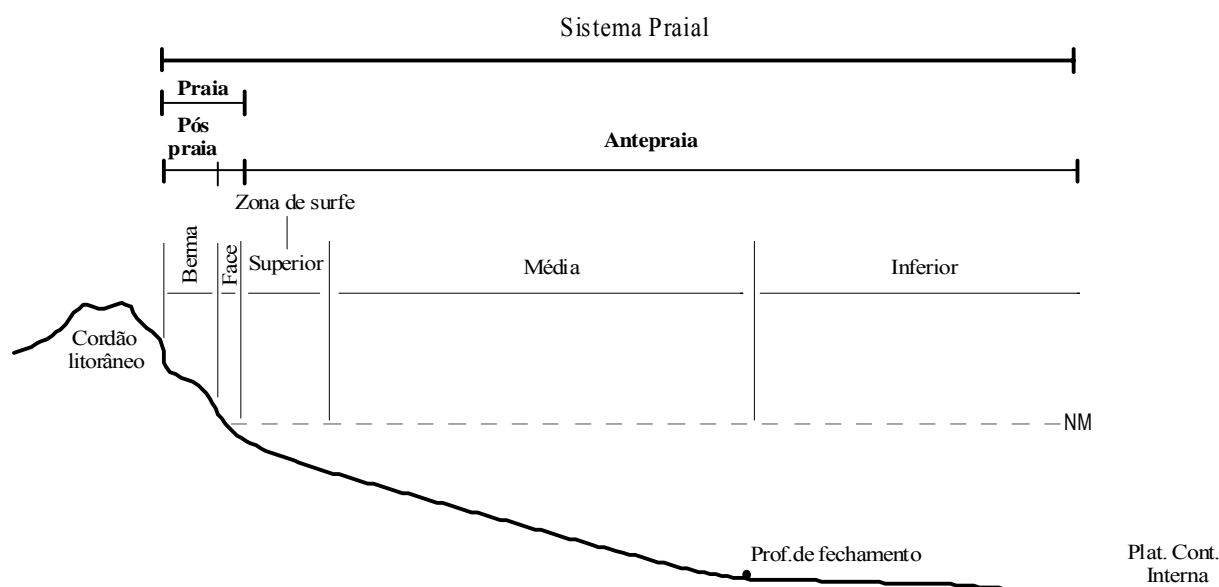 Sistema Praial
Praia
Pós
praia
Antepraia
Zona de surfe
Berma
Face
Superior
Média
Inferior
Cordão
litorâneo
NM
Prof.de fechamento
Plat. Cont.
Interna